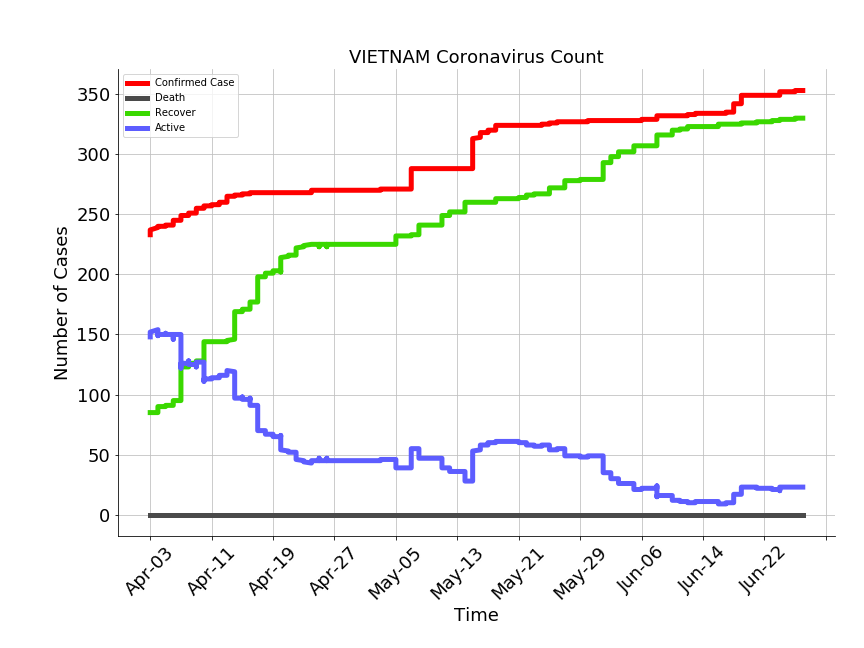 VIETNAM Coronavirus Count
Confirmed Case
Death
Recover
Active
Number of Cases
350
300
250
200
150
100
50
0
Apr-03
Apr-11
Apr-19
Apr-27
May-05
May-13
May-21
May-29
Jun-06
Jun-14
Jun-22
Time